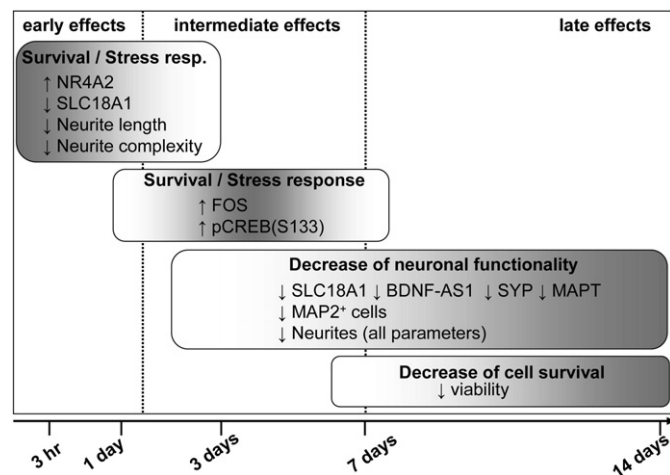 early effects intermediate effects late effects
Survival / Stress resp.
↑ NR4A2
↓ SLC18A1
↓ Neurite length
↓ Neurite complexity
Survival / Stress response
↑ FOS
↑ pCREB(S133)
Decrease of neuronal functionality
↓ SLC18A1 ↓ BDNF-AS1 ↓ SYP ↓ MAPT
↓ MAP2⁺ cells
↓ Neurites (all parameters)
Decrease of cell survival
↓ viability
3 hr 1 day 3 days 7 days 14 days